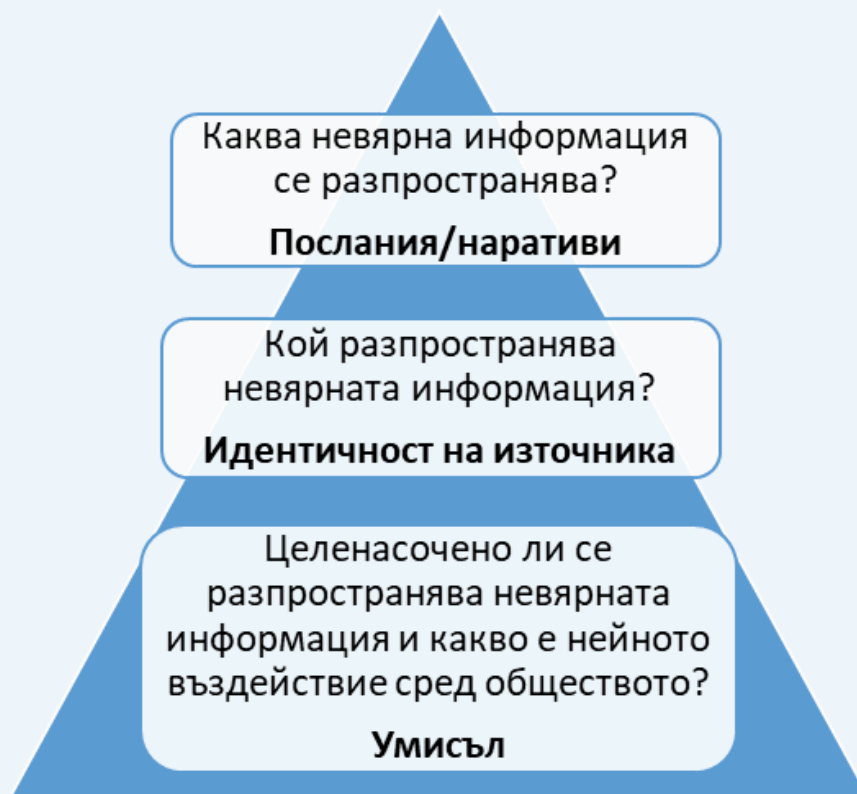 Каква невярна информация
се разпространява?
Послания/наративи
Кой разпространява
невярната информация?
Идентичност на източника
Целенасочено ли се
разпространява невярната
информация и какво е нейното
въздействие сред обществото?
Умисъл